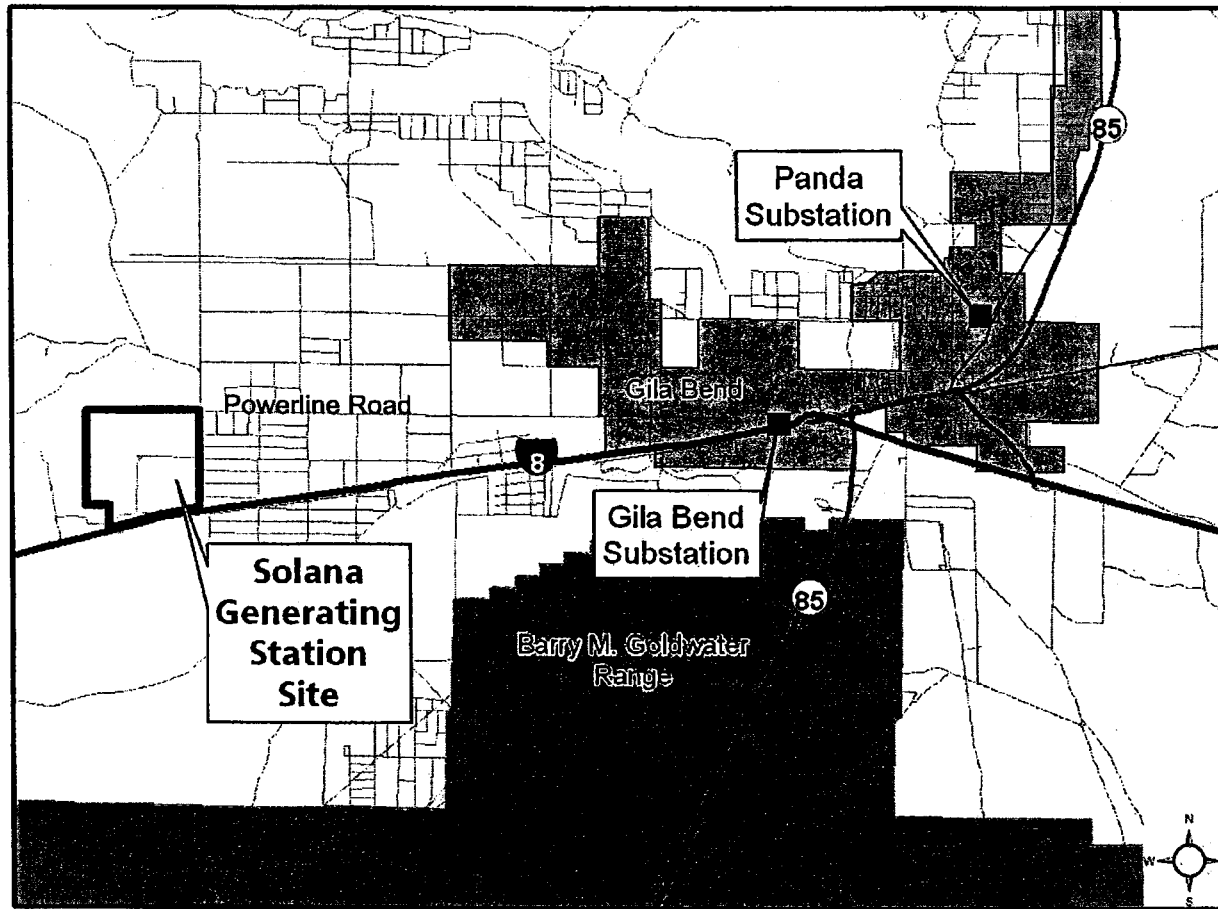 85
Panda
Substation
Gila Bend
Powerline Road
8
Gila Bend
Substation
Solana
Generating
Station
Site
85
Barry M. Goldwater
Range
N
W
S